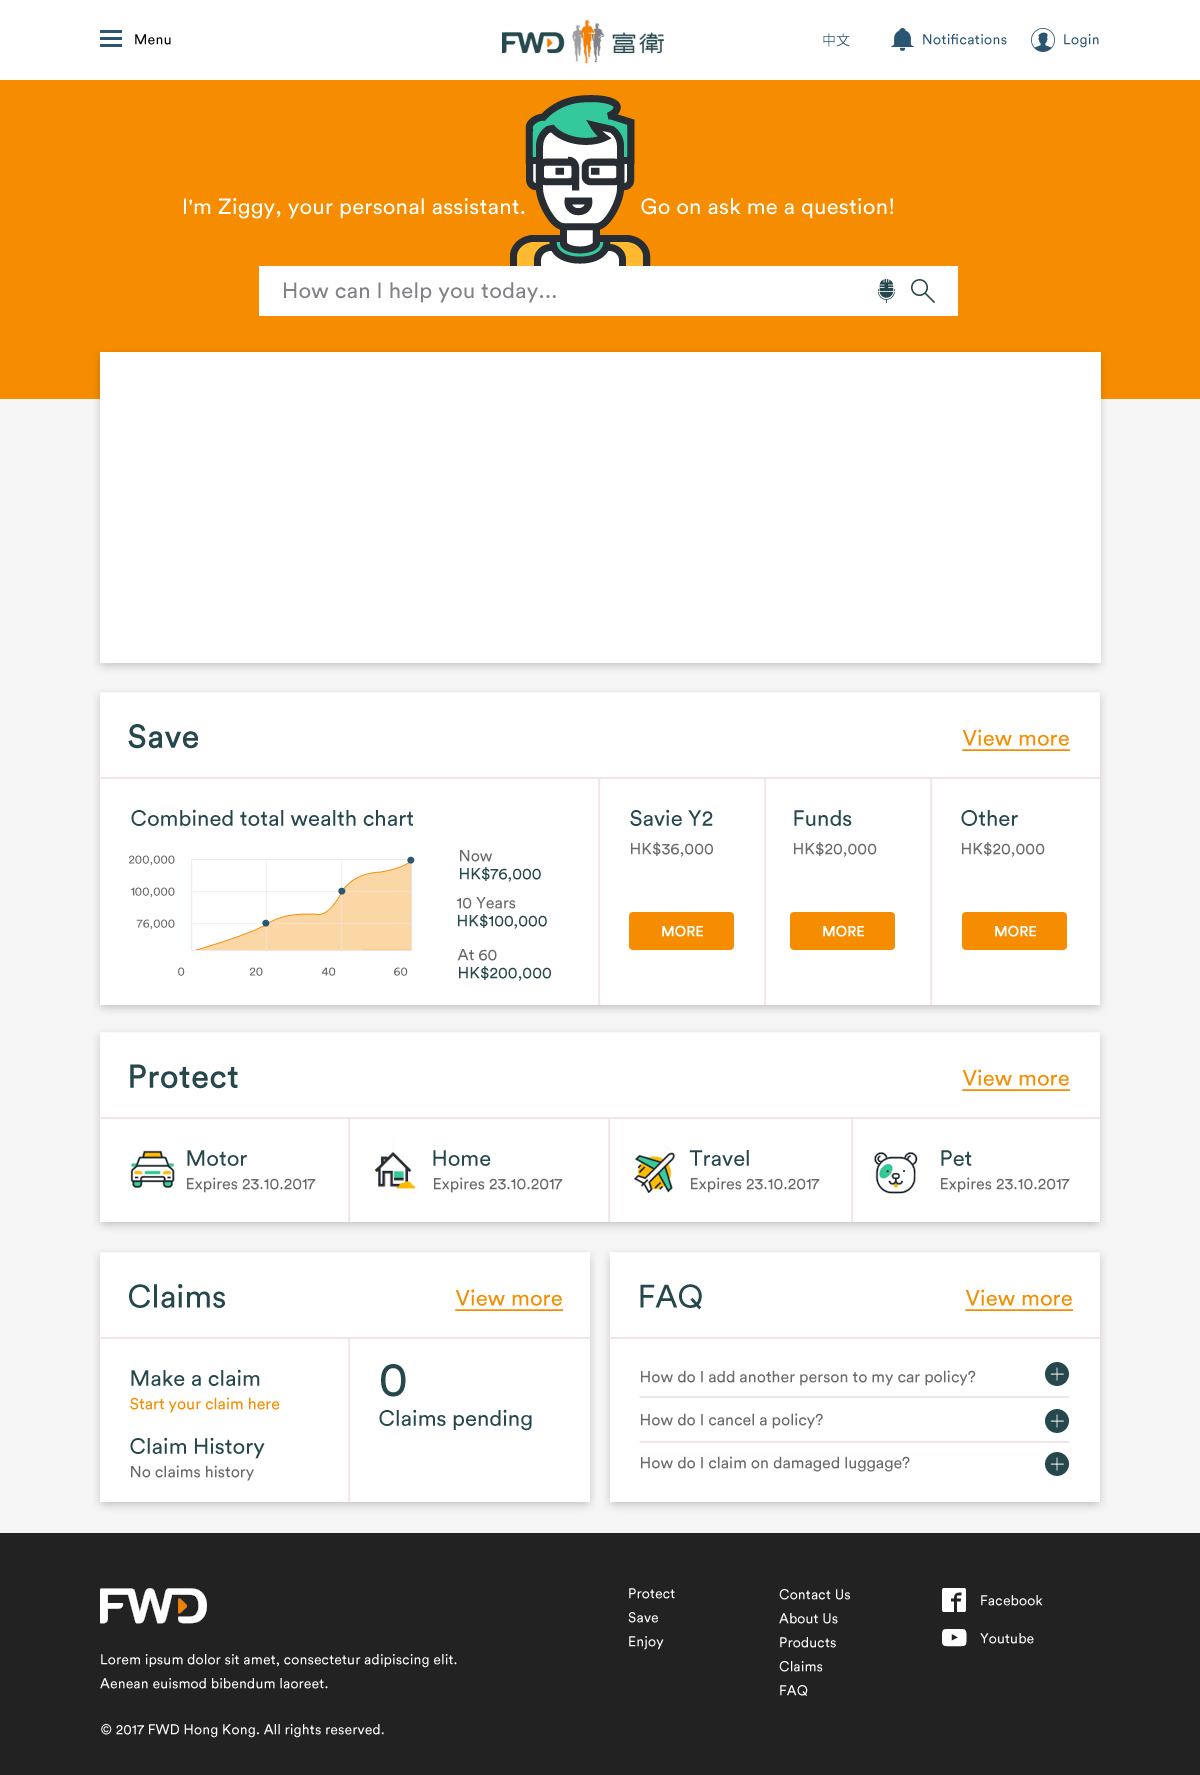 Menu
FWD 富衛
中文
Notifications
Login
I'm Ziggy, your personal assistant.
Go on ask me a question!
How can I help you today...
Save
View more
Combined total wealth chart
200,000
100,000
76,000
0 20 40 60
Now
HK$76,000
10 Years
HK$100,000
At 60
HK$200,000
Savie Y2
HK$36,000
MORE
Funds
HK$20,000
MORE
Other
HK$20,000
MORE
Protect
View more
Motor
Expires 23.10.2017
Home
Expires 23.10.2017
Travel
Expires 23.10.2017
Pet
Expires 23.10.2017
Claims
View more
Make a claim
Start your claim here
Claim History
No claims history
0
Claims pending
FAQ
View more
How do I add another person to my car policy?
How do I cancel a policy?
How do I claim on damaged luggage?
FWD
Lorem ipsum dolor sit amet, consectetur adipiscing elit.
Aenean euismod bibendum laoreet.
© 2017 FWD Hong Kong. All rights reserved.
Protect
Save
Enjoy
Contact Us
About Us
Products
Claims
FAQ
Facebook
Youtube